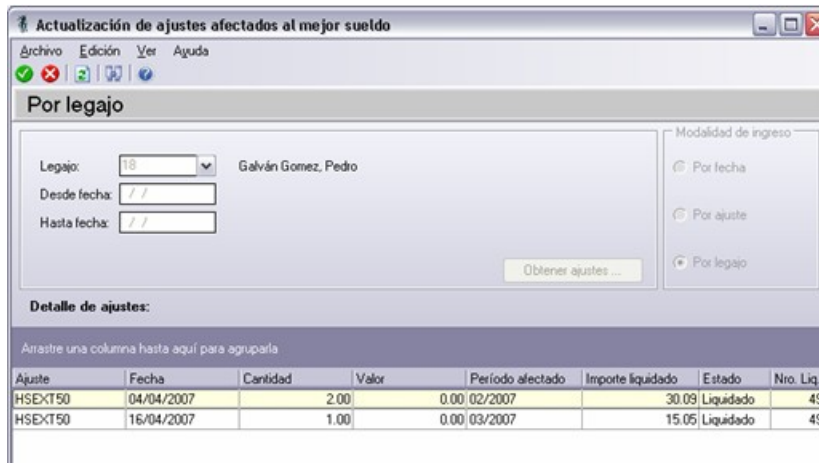 Actualización de ajustes afectados al mejor sueldo
Archivo Edición Ver Ayuda
Por legajo
Modalidad de ingreso
Legajo: 18 Galván Gomez, Pedro
Por fecha
Desde fecha: / /
Hasta fecha: / /
Por ajuste
Obtener ajustes ...
Por legajo
Detalle de ajustes:
Arrastre una columna hasta aquí para agruparla
Ajuste Fecha Cantidad Valor Período afectado Importe liquidado Estado Nro. Liq.
HSEXT50 04/04/2007 2.00 0.00 02/2007 30.09 Liquidado
HSEXT50 16/04/2007 1.00 0.00 03/2007 15.05 Liquidado